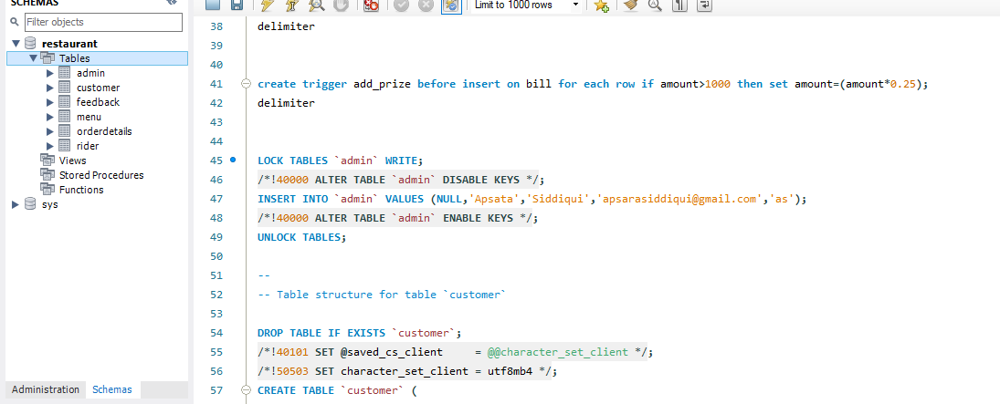 SCHEMAS
Limit to 1000 rows
Filter objects
restaurant
Tables
admin
customer
feedback
menu
orderdetails
rider
Views
Stored Procedures
Functions
sys
Administration Schemas
38 delimiter
39
40
41 create trigger add_prize before insert on bill for each row if amount>1000 then set amount=(amount*0.25);
42 delimiter
43
44
45 LOCK TABLES `admin` WRITE;
46 /*!40000 ALTER TABLE `admin` DISABLE KEYS */;
47 INSERT INTO `admin` VALUES (NULL,'Apsata','Siddiqui','apsarasiddiqui@gmail.com','as');
48 /*!40000 ALTER TABLE `admin` ENABLE KEYS */;
49 UNLOCK TABLES;
50
51 --
52 -- Table structure for table `customer`
53
54 DROP TABLE IF EXISTS `customer`;
55 /*!40101 SET @saved_cs_client     = @@character_set_client */;
56 /*!50503 SET character_set_client = utf8mb4 */;
57 CREATE TABLE `customer` (